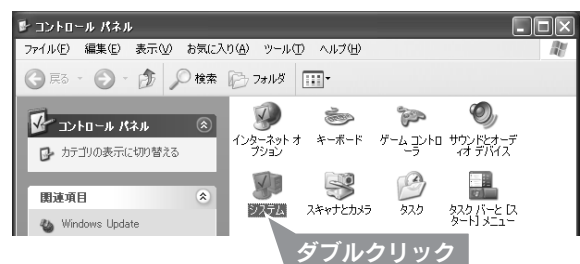 コントロール パネル
ファイル(F) 編集(E) 表示(V) お気に入り(A) ツール(T) ヘルプ(H)
戻る 検索 フォルダ
コントロール パネル
カテゴリの表示に切り替える
関連項目
Windows Update
インターネット オ
プション
キーボード
ゲーム コントロ
ーラ
サウンドとオーデ
ィオ デバイス
システム
スキャナとカメラ
タスク
タスク バーと [ス
タート] メニュー
ダブルクリック